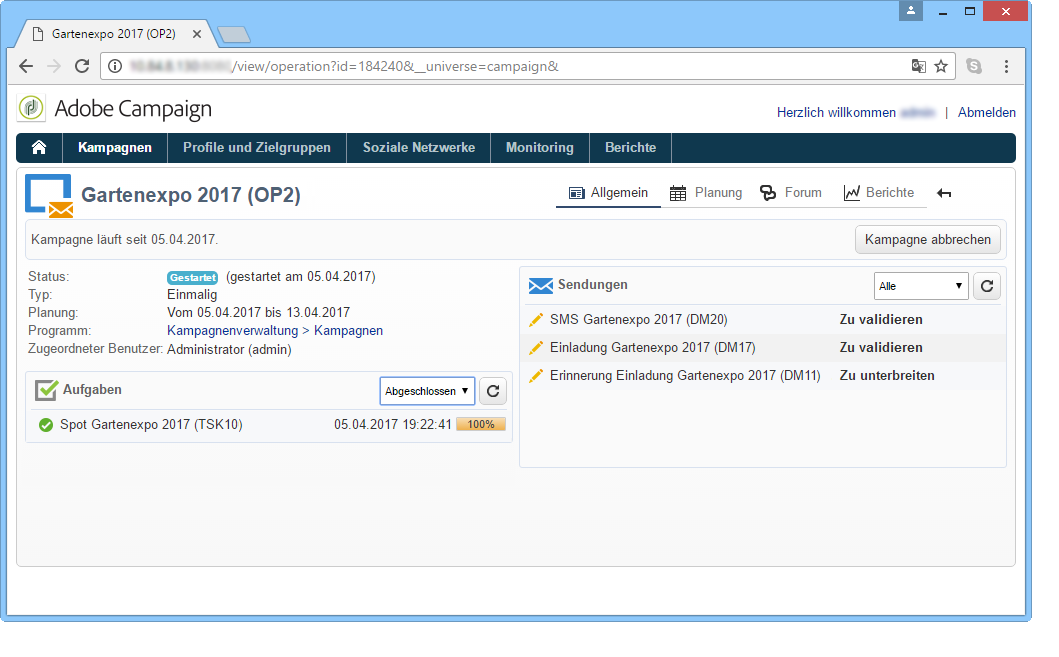 Gartenexpo 2017 (OP2)
/view/operation?id=184240&__universe=campaign&
Adobe Campaign
Herzlich willkommen | Abmelden
Kampagnen Profile und Zielgruppen Soziale Netzwerke Monitoring Berichte
Gartenexpo 2017 (OP2) Allgemein Planung Forum Berichte
Kampagne läuft seit 05.04.2017. Kampagne abbrechen
Status: Gestartet (gestartet am 05.04.2017)
Typ: Einmalig
Planung: Vom 05.04.2017 bis 13.04.2017
Programm: Kampagnenverwaltung > Kampagnen
Zugeordneter Benutzer: Administrator (admin)
Aufgaben Abgeschlossen
Spot Gartenexpo 2017 (TSK10) 05.04.2017 19:22:41 100%
Sendungen Alle
SMS Gartenexpo 2017 (DM20) Zu validieren
Einladung Gartenexpo 2017 (DM17) Zu validieren
Erinnerung Einladung Gartenexpo 2017 (DM11) Zu unterbreiten